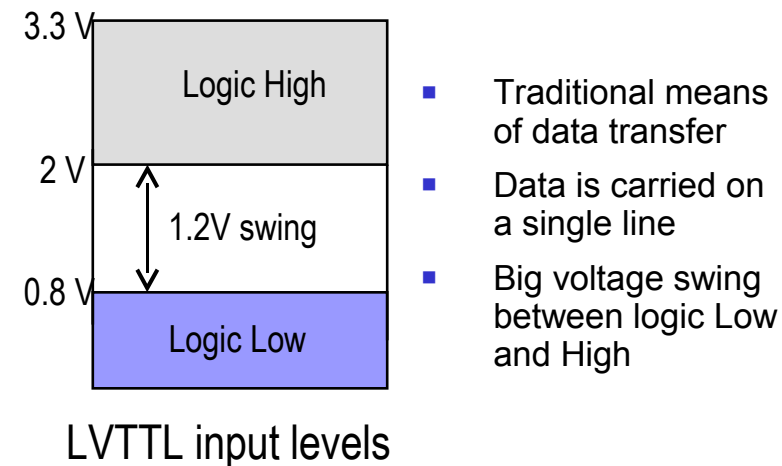 3.3 V
Logic High
2 V
1.2V swing
0.8 V
Logic Low
LVTTL input levels
▪ Traditional means
of data transfer
▪ Data is carried on
a single line
▪ Big voltage swing
between logic Low
and High